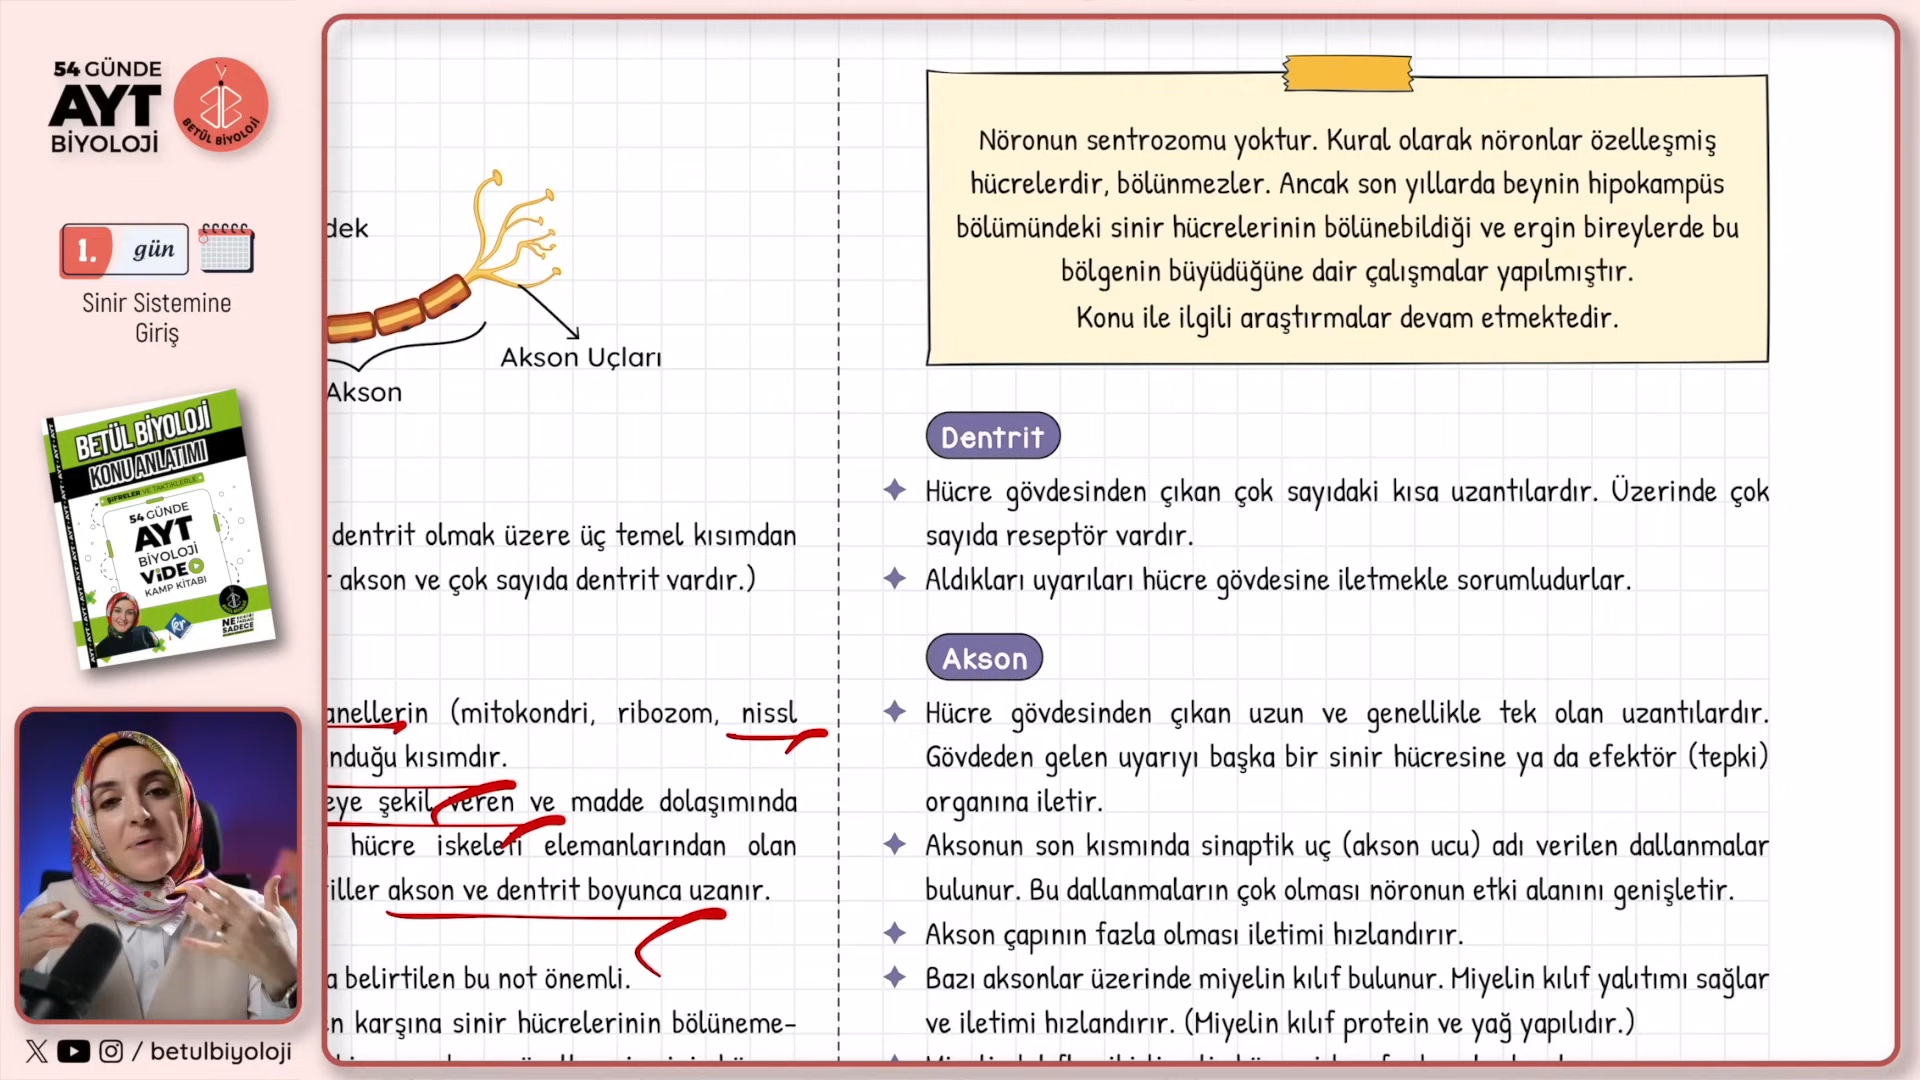 54 GÜNDE
AYT
BİYOLOJİ
BETÜL BİYOLOJİ
1. gün
Sinir Sistemine
Giriş
BETÜL BİYOLOJİ
KONU ANLATIMI
ŞİFRELER VE TAKTİKLERLE
54 GÜNDE
AYT
BİYOLOJİ
VİDEO
KAMP KİTABI
/ betulbiyoloji
dek
Akson Uçları
Akson
dentrit olmak üzere üç temel kısımdan
akson ve çok sayıda dentrit vardır.)
anellerin (mitokondri, ribozom, nissl
nduğu kısımdır.
eye şekil veren ve madde dolaşımında
hücre iskeleti elemanlarından olan
iller akson ve dentrit boyunca uzanır.
a belirtilen bu not önemli.
n karşına sinir hücrelerinin bölüneme-
Nöronun sentrozomu yoktur. Kural olarak nöronlar özelleşmiş
hücrelerdir, bölünmezler. Ancak son yıllarda beynin hipokampüs
bölümündeki sinir hücrelerinin bölünebildiği ve ergin bireylerde bu
bölgenin büyüdüğüne dair çalışmalar yapılmıştır.
Konu ile ilgili araştırmalar devam etmektedir.
Dentrit
Hücre gövdesinden çıkan çok sayıdaki kısa uzantılardır. Üzerinde çok
sayıda reseptör vardır.
Aldıkları uyarıları hücre gövdesine iletmekle sorumludurlar.
Akson
Hücre gövdesinden çıkan uzun ve genellikle tek olan uzantılardır.
Gövdeden gelen uyarıyı başka bir sinir hücresine ya da efektör (tepki)
organına iletir.
Aksonun son kısmında sinaptik uç (akson ucu) adı verilen dallanmalar
bulunur. Bu dallanmaların çok olması nöronun etki alanını genişletir.
Akson çapının fazla olması iletimi hızlandırır.
Bazı aksonlar üzerinde miyelin kılıf bulunur. Miyelin kılıf yalıtımı sağlar
ve iletimi hızlandırır. (Miyelin kılıf protein ve yağ yapılıdır.)